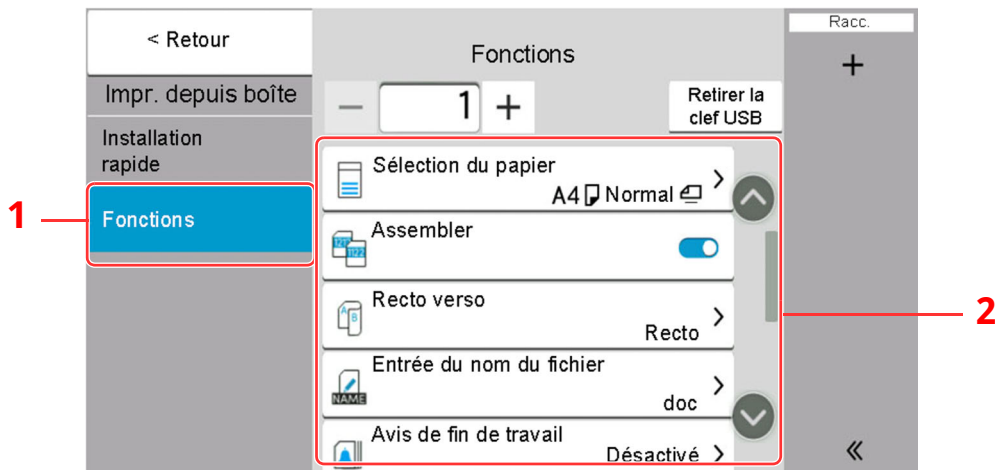 Racc.
< Retour
Fonctions
+
Impr. depuis boîte
− 1 +
Retirer la
clef USB
Installation
rapide
Sélection du papier
A4 Normal
1
Fonctions
Assembler
Recto verso
Recto
2
Entrée du nom du fichier
NAME
doc
Avis de fin de travail
Désactivé